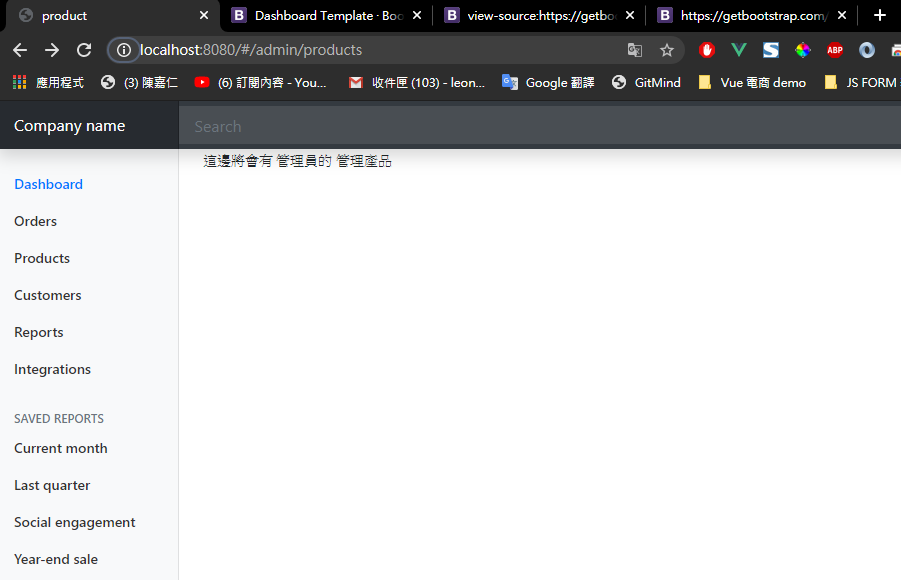 product
Dashboard Template · Boo
view-source:https://getbo
https://getbootstrap.com/
localhost:8080/#/admin/products
應用程式
(3) 陳嘉仁
(6) 訂閱內容 - You...
收件匣 (103) - leon...
Google 翻譯
GitMind
Vue 電商 demo
JS FORM
Company name
Search
這邊將會有 管理員的 管理產品
Dashboard
Orders
Products
Customers
Reports
Integrations
SAVED REPORTS
Current month
Last quarter
Social engagement
Year-end sale